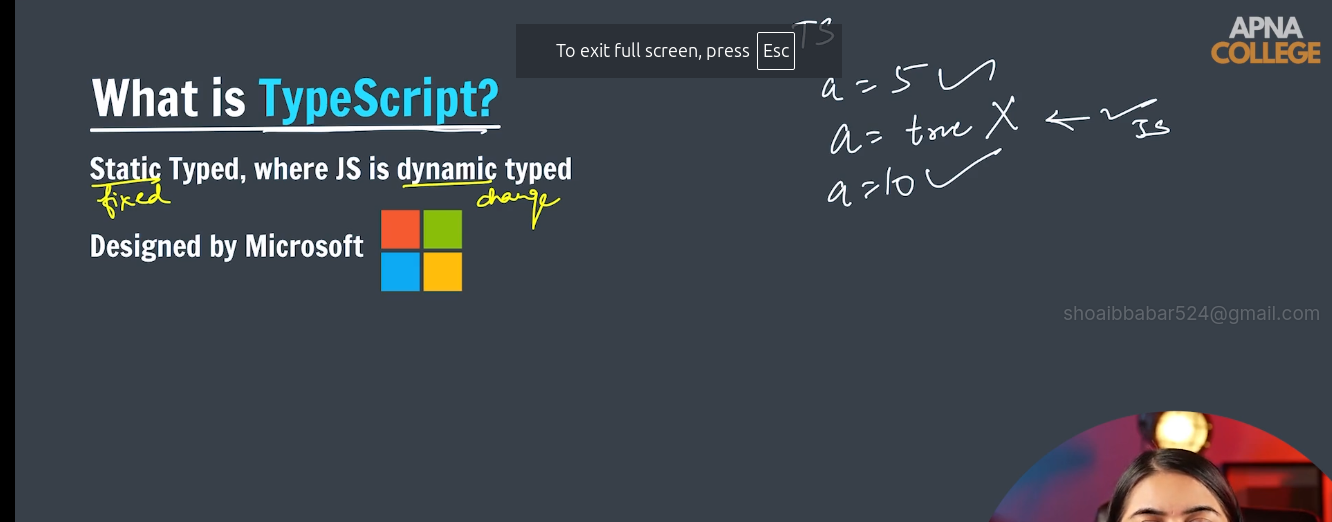 To exit full screen, press Esc
TS
APNA
COLLEGE
What is TypeScript?
a = 5
a = true X ← JS
a = 10
Static Typed, where JS is dynamic typed
fixed change
Designed by Microsoft
shoaibbabar524@gmail.com